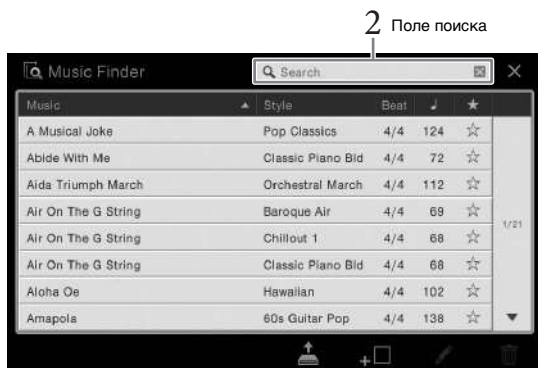 2 Поле поиска
Music Finder
Search
Music Style Beat
A Musical Joke Pop Classics 4/4 124
Abide With Me Classic Piano Bld 4/4 72
Aida Triumph March Orchestral March 4/4 112
Air On The G String Baroque Air 4/4 69
Air On The G String Chillout 1 4/4 68
Air On The G String Classic Piano Bld 4/4 68
Aloha Oe Hawaiian 4/4 102
Amapola 60s Guitar Pop 4/4 138
1/21